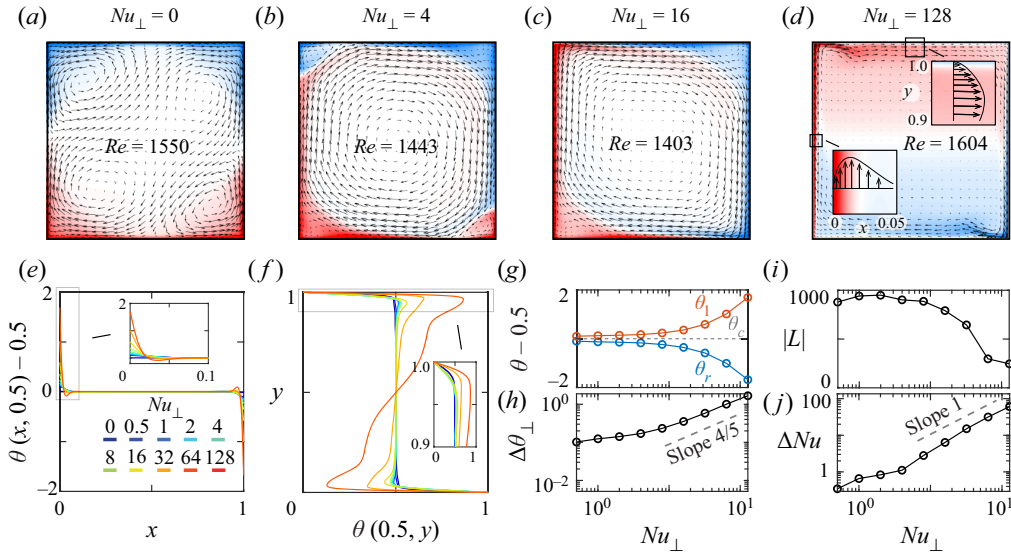 (a) Nu⊥ = 0
(b) Nu⊥ = 4
(c) Nu⊥ = 16
(d) Nu⊥ = 128
Re = 1550
Re = 1443
Re = 1403
Re = 1604
1.0
y
0.9
0 0.05
x
(e)
2
θ (x, 0.5) – 0.5
–2
2
1
0 0.1
Nu⊥
0 0.5 1 2 4
8 16 32 64 128
0 1
x
(f)
1
y
1.0
0.9
0 1
0 1
θ (0.5, y)
(g)
2
θ – 0.5
–2
θl
θc
θr
(h)
10⁰
Δθ⊥
10⁻²
Slope 4/5
10⁰ 10¹
Nu⊥
(i)
1000
|L|
0
(j)
100
ΔNu
1
Slope 1
10⁰ 10¹
Nu⊥